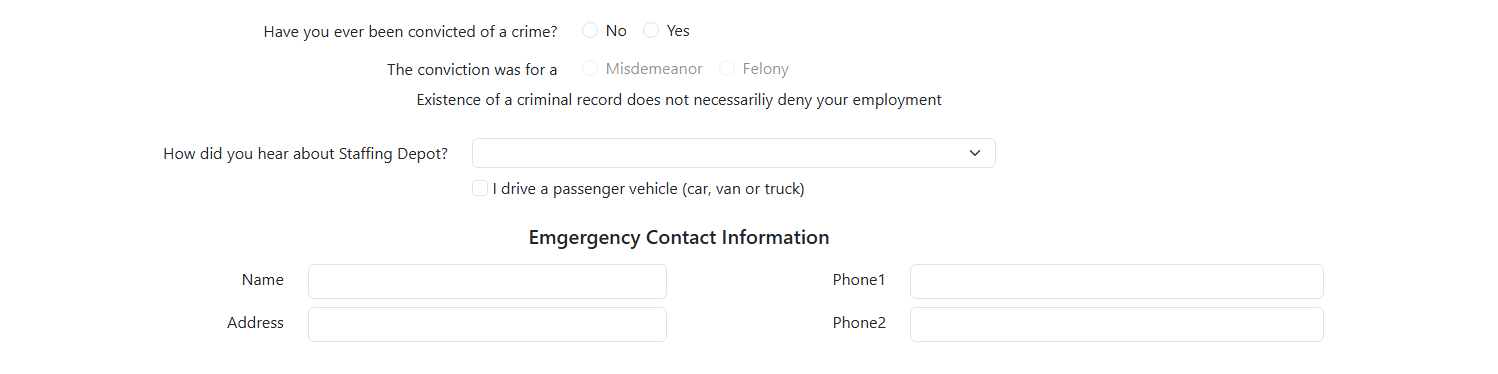 Have you ever been convicted of a crime? No Yes
The conviction was for a Misdemeanor Felony
Existence of a criminal record does not necessariliy deny your employment
How did you hear about Staffing Depot?
I drive a passenger vehicle (car, van or truck)
Emgergency Contact Information
Name Phone1
Address Phone2